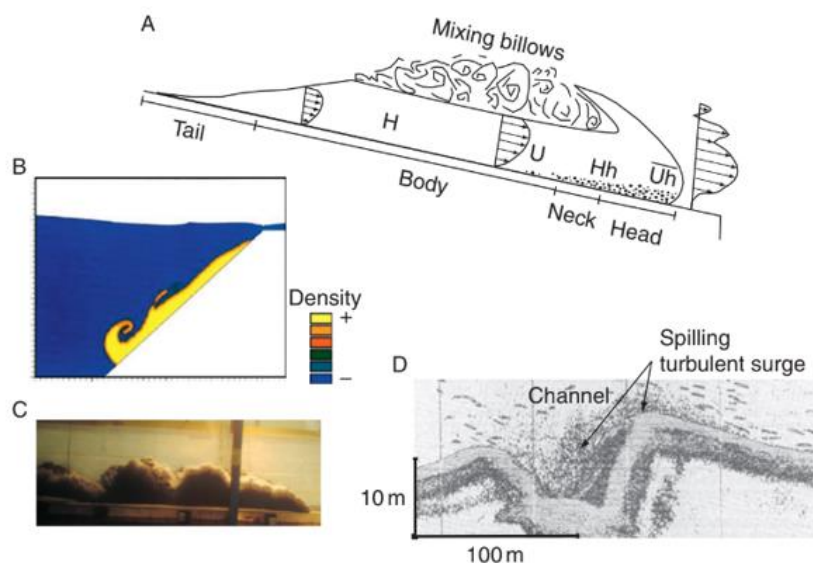 A
Mixing billows
H
U
Hh
Uh
Tail
Body
Neck
Head
B
Density
+
–
C
D
Spilling
turbulent surge
Channel
10 m
100 m